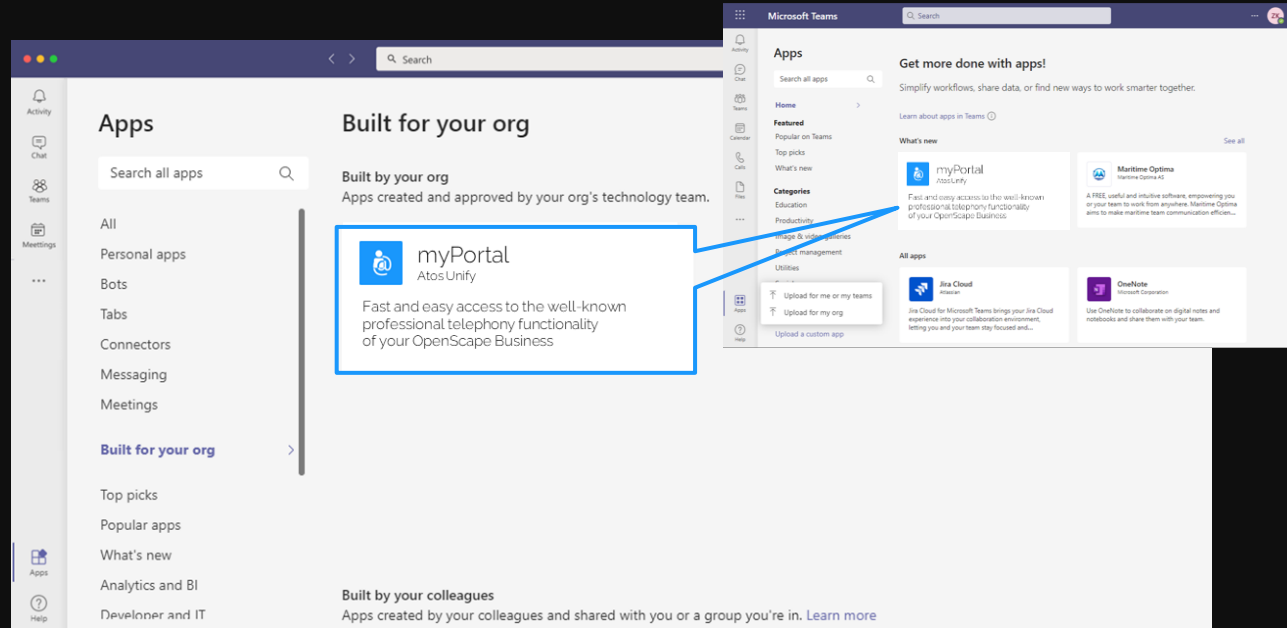 Search
Activity
Chat
Teams
Meetings
Apps
Help
Apps
Search all apps
All
Personal apps
Bots
Tabs
Connectors
Messaging
Meetings
Built for your org
Top picks
Popular apps
What's new
Analytics and BI
Developer and IT
Built for your org
Built by your org
Apps created and approved by your org's technology team.
myPortal
Atos Unify
Fast and easy access to the well-known
professional telephony functionality
of your OpenScape Business
Built by your colleagues
Apps created by your colleagues and shared with you or a group you're in. Learn more
Microsoft Teams
Search
ZK
Activity
Chat
Teams
Calendar
Calls
Files
Apps
Help
Apps
Search all apps
Home
Featured
Popular on Teams
Top picks
What's new
Categories
Education
Productivity
Image & video galleries
Project management
Utilities
Upload for me or my teams
Upload for my org
Upload a custom app
Get more done with apps!
Simplify workflows, share data, or find new ways to work smarter together.
Learn about apps in Teams
What's new
See all
myPortal
Atos Unify
Fast and easy access to the well-known
professional telephony functionality
of your OpenScape Business
Maritime Optima
Maritime Optima AS
A FREE, useful and intuitive software, empowering you
or your team to work from anywhere. Maritime Optima
aims to make maritime team communication efficien...
All apps
Jira Cloud
Atlassian
Jira Cloud for Microsoft Teams brings your Jira Cloud
experience into your collaboration environment,
letting you and your team stay focused and...
OneNote
Microsoft Corporation
Use OneNote to collaborate on digital notes and
notebooks and share them with your team.